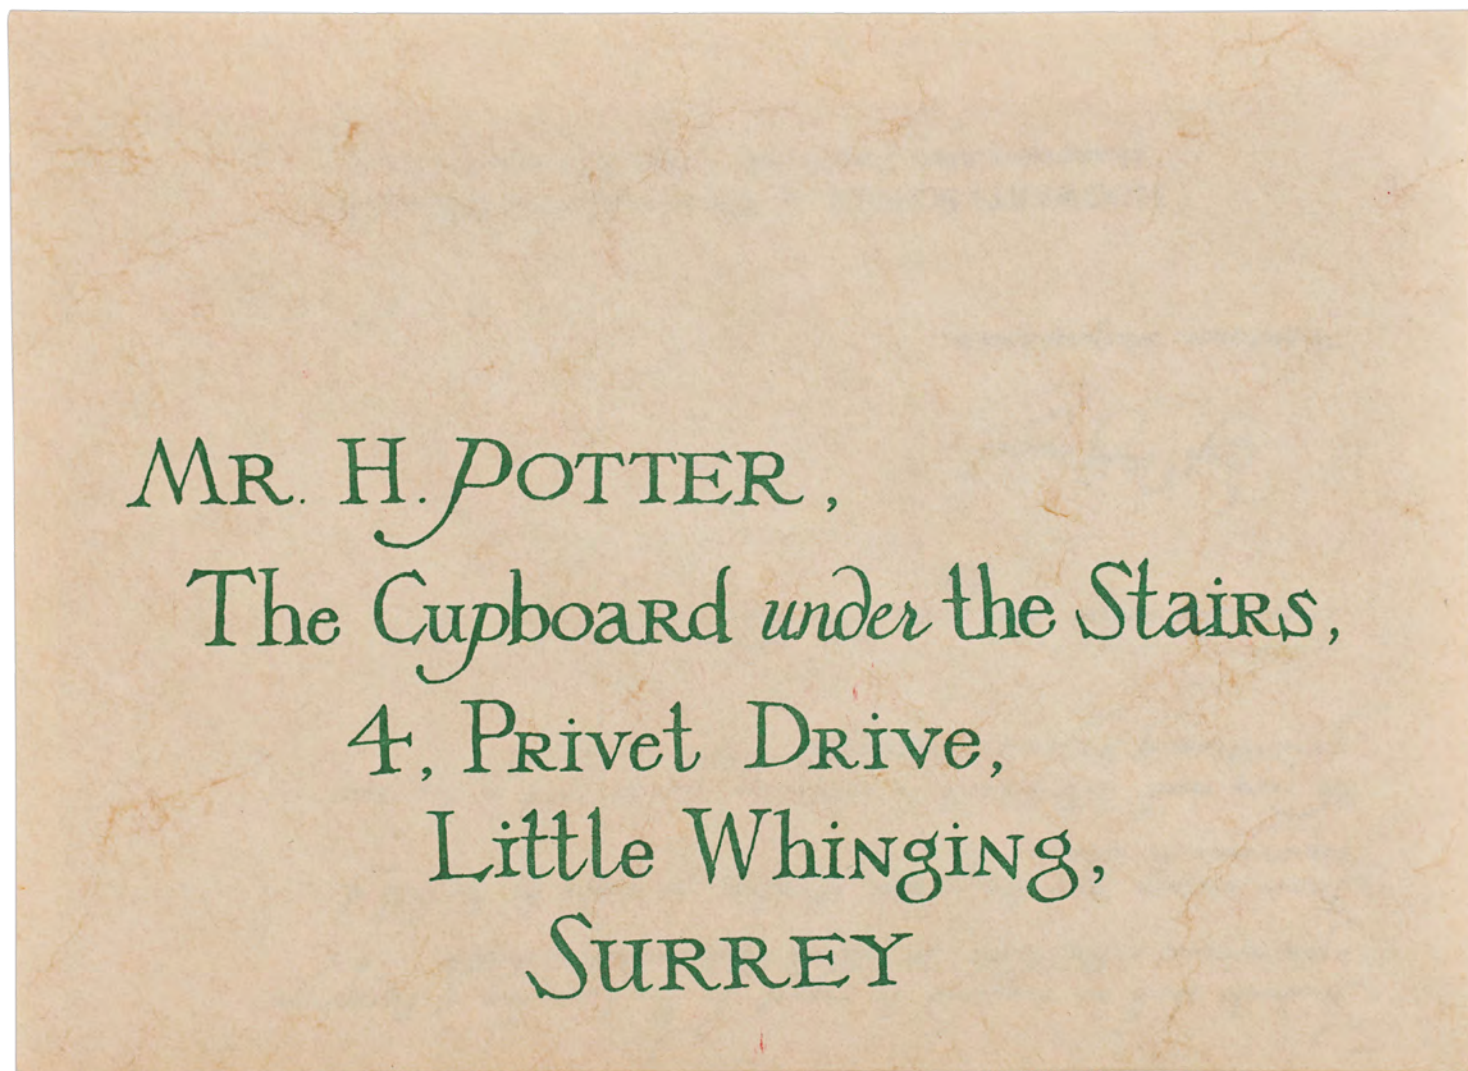 Mr. H. Potter,
The Cupboard under the Stairs,
4, Privet Drive,
Little Whinging,
Surrey